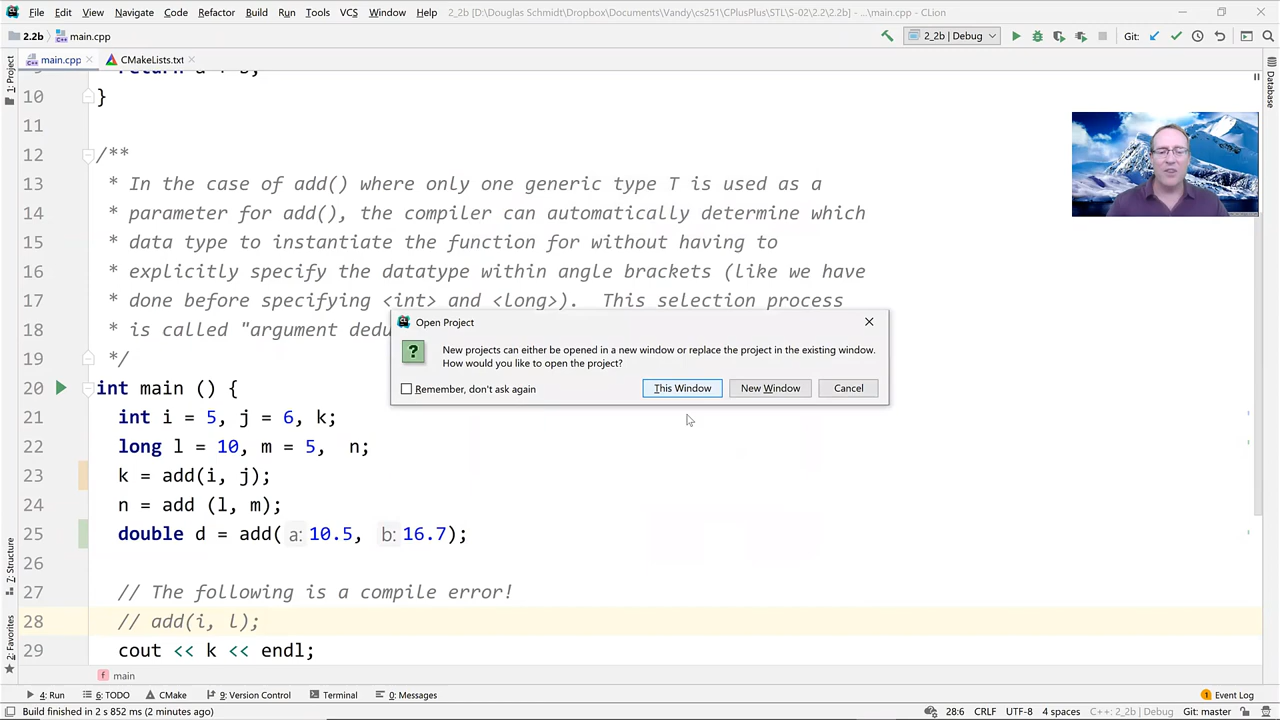 File Edit View Navigate Code Refactor Build Run Tools VCS Window Help 2_2b [D:\Douglas Schmidt\Dropbox\Documents\Vandy\cs251\CPlusPlus\STL\S-02\2.2\2.2b] - ...\main.cpp - CLion
2.2b main.cpp 2_2b | Debug Git:
main.cpp CMakeLists.txt
1: Project
Database
10 }
11
12 /**
13 * In the case of add() where only one generic type T is used as a
14 * parameter for add(), the compiler can automatically determine which
15 * data type to instantiate the function for without having to
16 * explicitly specify the datatype within angle brackets (like we have
17 * done before specifying <int> and <long>). This selection process
18 * is called "argument dedu
19 */
Open Project
New projects can either be opened in a new window or replace the project in the existing window.
How would you like to open the project?
Remember, don't ask again This Window New Window Cancel
20 int main () {
21 int i = 5, j = 6, k;
22 long l = 10, m = 5, n;
23 k = add(i, j);
24 n = add (l, m);
25 double d = add( a: 10.5, b: 16.7);
26
27 // The following is a compile error!
28 // add(i, l);
29 cout << k << endl;
7: Structure
2: Favorites
f main
4: Run 6: TODO CMake 9: Version Control Terminal 0: Messages 1 Event Log
Build finished in 2 s 852 ms (2 minutes ago) 28:6 CRLF UTF-8 4 spaces C++: 2_2b | Debug Git: master